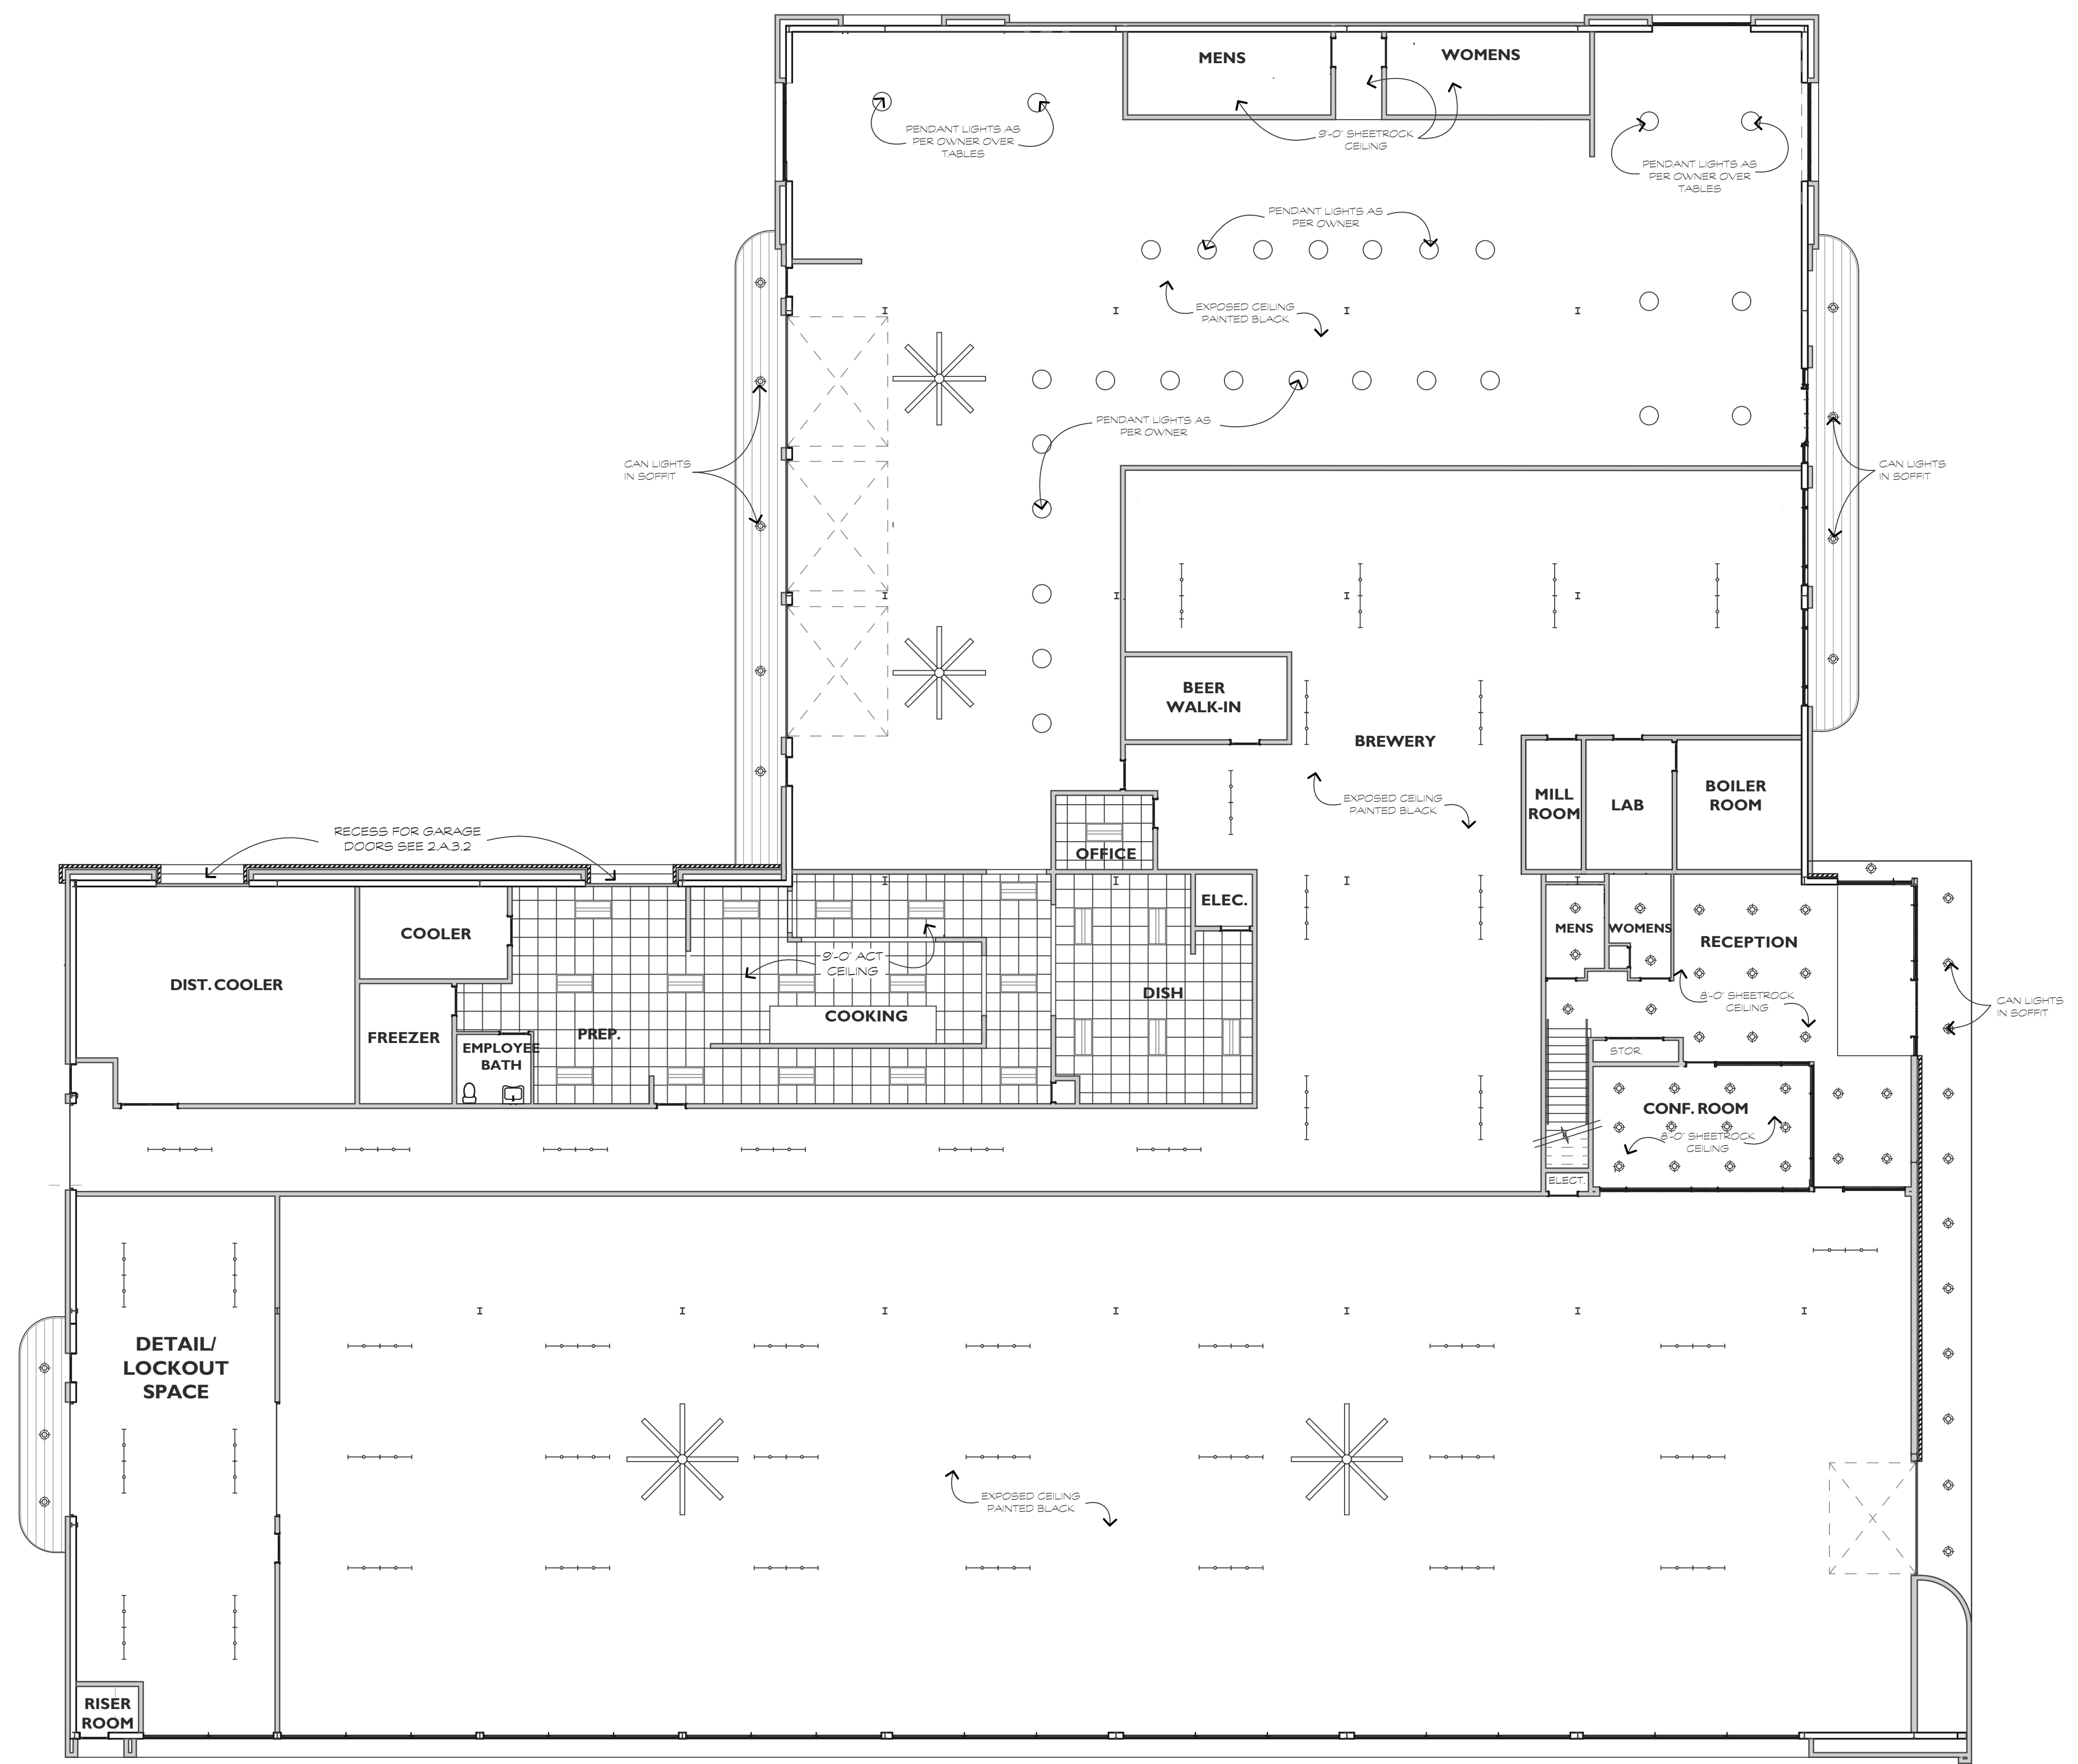 MENS
WOMENS
PENDANT LIGHTS AS
PER OWNER OVER
TABLES
9'-0" SHEETROCK
CEILING
PENDANT LIGHTS AS
PER OWNER OVER
TABLES
PENDANT LIGHTS AS
PER OWNER
EXPOSED CEILING
PAINTED BLACK
PENDANT LIGHTS AS
PER OWNER
CAN LIGHTS
IN SOFFIT
CAN LIGHTS
IN SOFFIT
BEER
WALK-IN
BREWERY
EXPOSED CEILING
PAINTED BLACK
MILL
ROOM
LAB
BOILER
ROOM
RECESS FOR GARAGE
DOORS SEE 2.A.3.2
OFFICE
ELEC.
COOLER
MENS
WOMENS
RECEPTION
9'-0" ACT
CEILING
DIST. COOLER
DISH
8'-0" SHEETROCK
CEILING
CAN LIGHTS
IN SOFFIT
COOKING
FREEZER
PREP.
EMPLOYEE
BATH
STOR.
CONF. ROOM
8'-0" SHEETROCK
CEILING
ELECT.
DETAIL/
LOCKOUT
SPACE
EXPOSED CEILING
PAINTED BLACK
RISER
ROOM